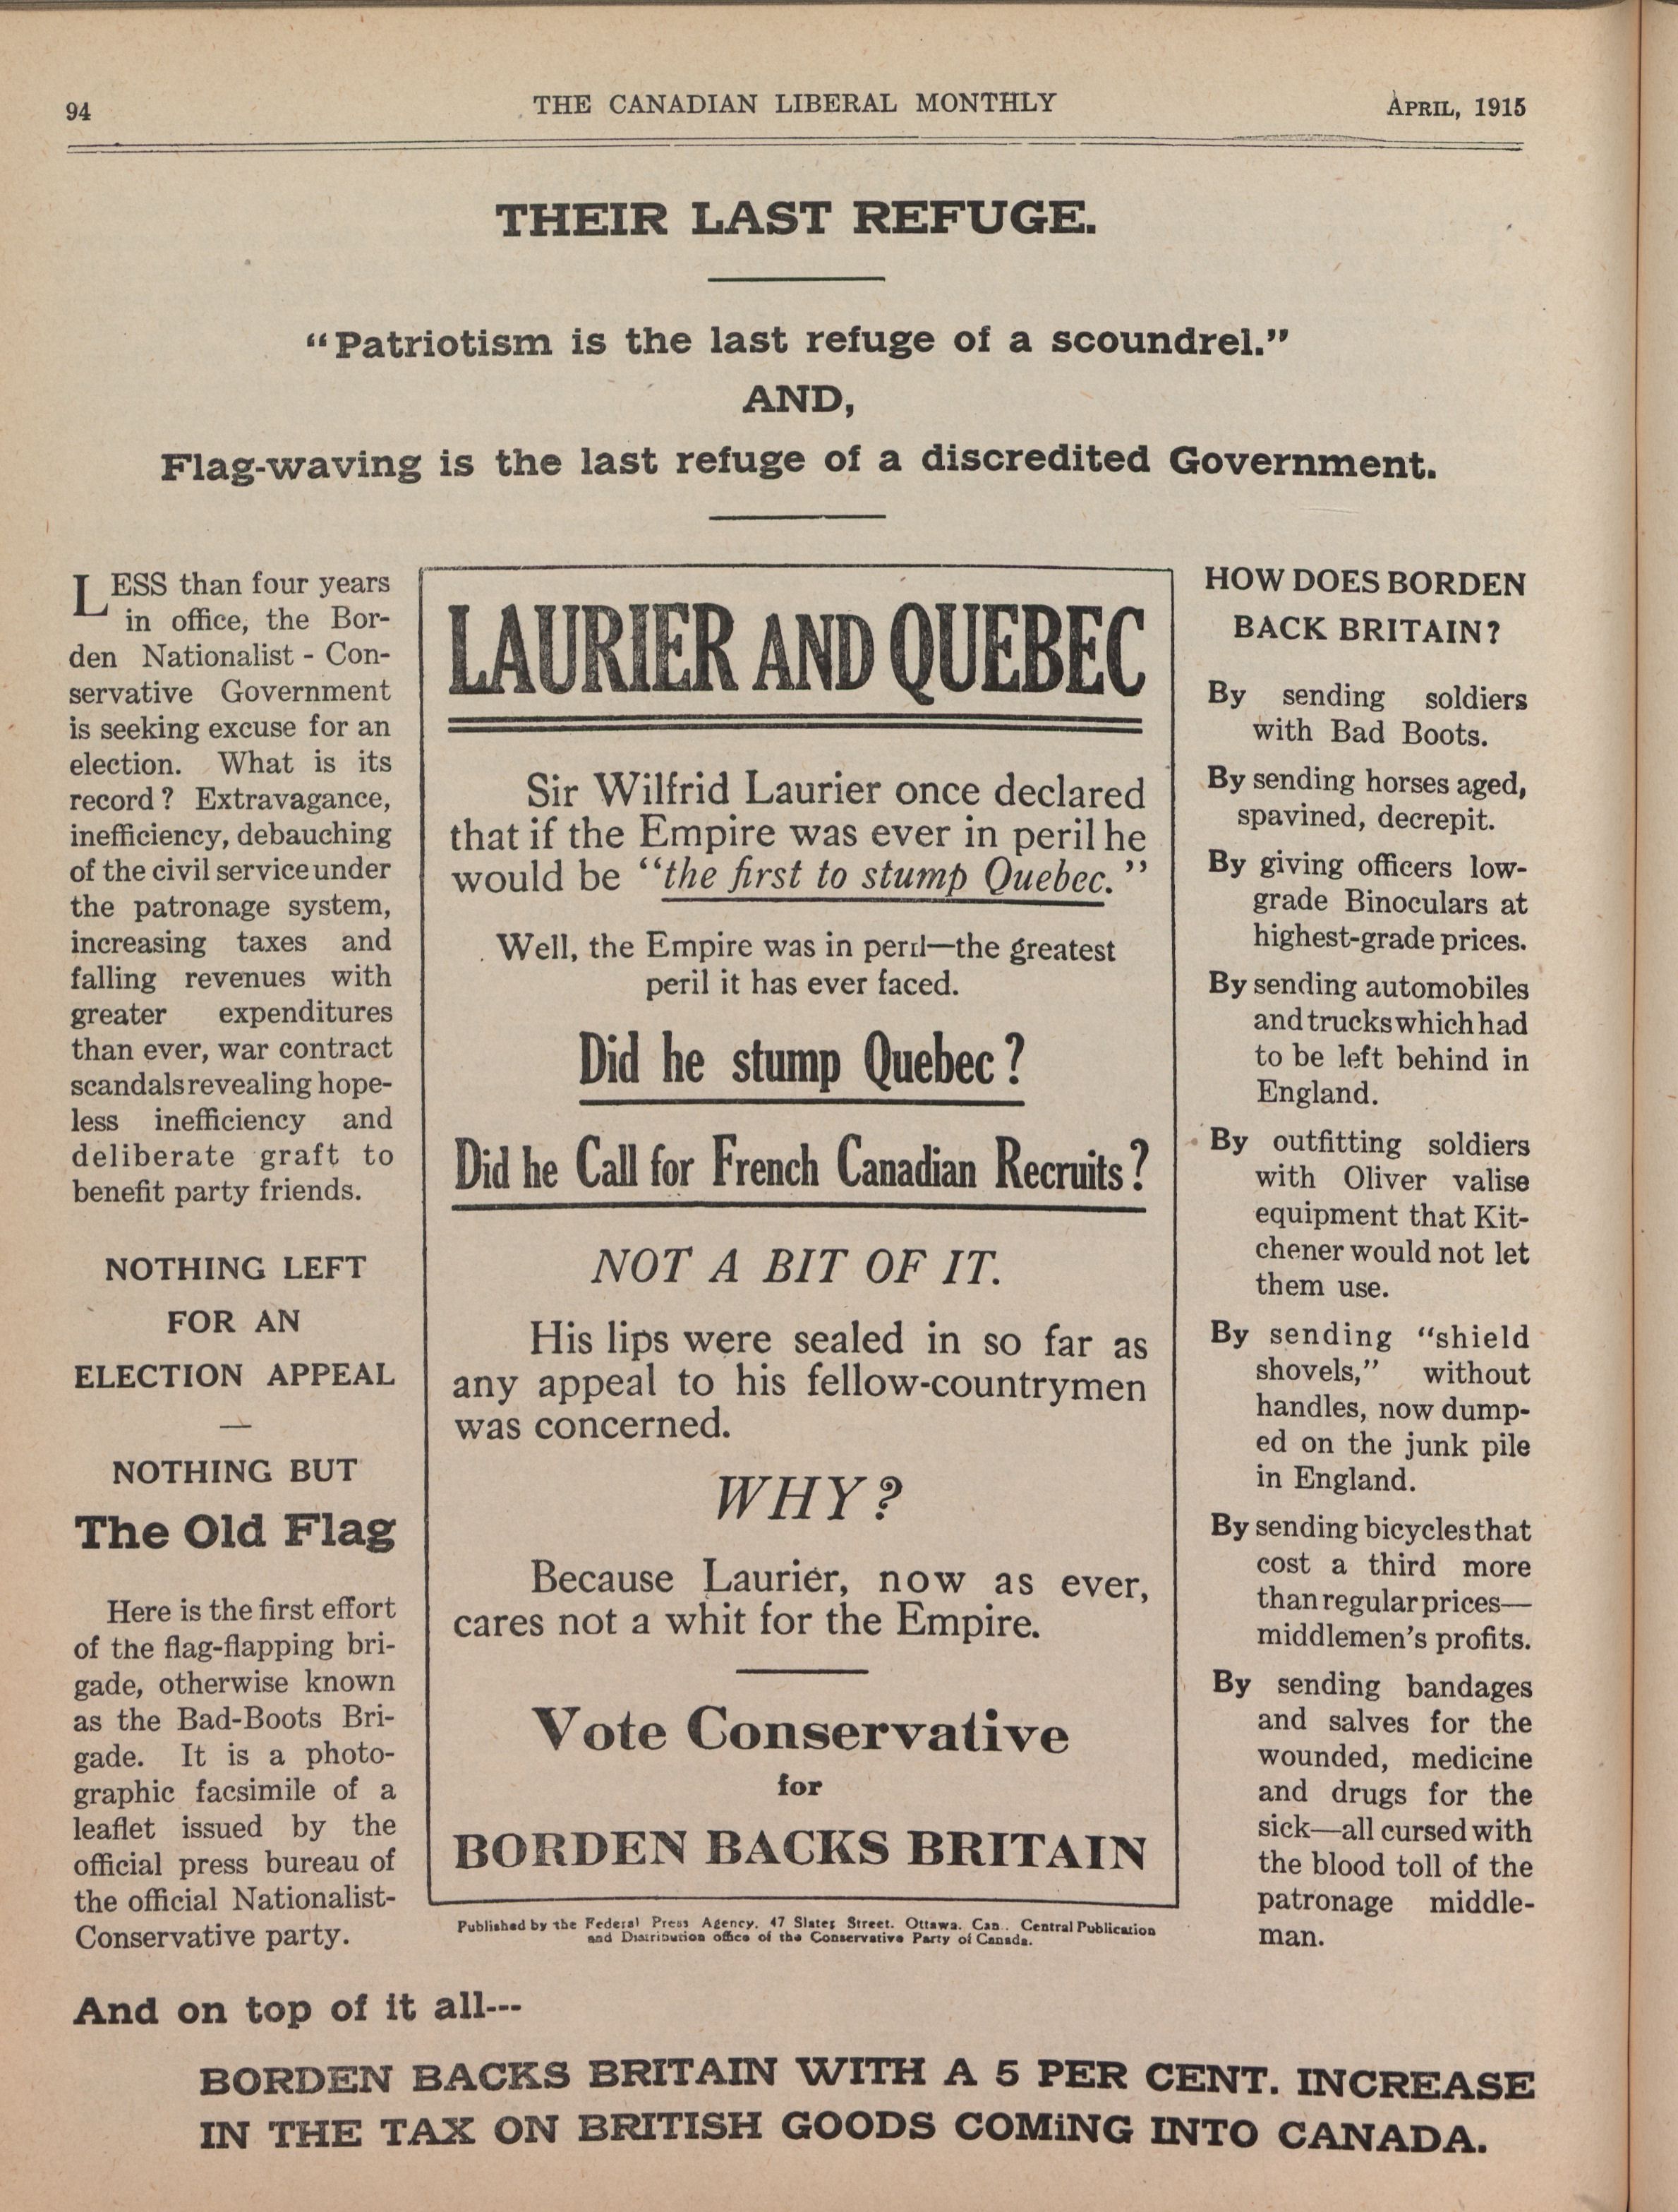 94
THE CANADIAN LIBERAL MONTHLY
APRIL, 1915
THEIR LAST REFUGE.
“Patriotism is the last refuge of a scoundrel.”
AND,
Flag-waving is the last refuge of a discredited Government.
LESS than four years
in office, the Bor-
den Nationalist - Con-
servative Government
is seeking excuse for an
election. What is its
record? Extravagance,
inefficiency, debauching
of the civil service under
the patronage system,
increasing taxes and
falling revenues with
greater expenditures
than ever, war contract
scandals revealing hope-
less inefficiency and
deliberate graft to
benefit party friends.
NOTHING LEFT
FOR AN
ELECTION APPEAL
—
NOTHING BUT
The Old Flag
Here is the first effort
of the flag-flapping bri-
gade, otherwise known
as the Bad-Boots Bri-
gade. It is a photo-
graphic facsimile of a
leaflet issued by the
official press bureau of
the official Nationalist-
Conservative party.
LAURIER AND QUEBEC
Sir Wilfrid Laurier once declared
that if the Empire was ever in peril he
would be “the first to stump Quebec.”
Well, the Empire was in peril—the greatest
peril it has ever faced.
Did he stump Quebec?
Did he Call for French Canadian Recruits?
NOT A BIT OF IT.
His lips were sealed in so far as
any appeal to his fellow-countrymen
was concerned.
WHY?
Because Laurier, now as ever,
cares not a whit for the Empire.
Vote Conservative
for
BORDEN BACKS BRITAIN
Published by the Federal Press Agency, 47 Slater Street, Ottawa, Can., Central Publication
and Distribution office of the Conservative Party of Canada.
HOW DOES BORDEN
BACK BRITAIN?
By sending soldiers
with Bad Boots.
By sending horses aged,
spavined, decrepit.
By giving officers low-
grade Binoculars at
highest-grade prices.
By sending automobiles
and trucks which had
to be left behind in
England.
By outfitting soldiers
with Oliver valise
equipment that Kit-
chener would not let
them use.
By sending “shield
shovels,” without
handles, now dump-
ed on the junk pile
in England.
By sending bicycles that
cost a third more
than regular prices—
middlemen’s profits.
By sending bandages
and salves for the
wounded, medicine
and drugs for the
sick—all cursed with
the blood toll of the
patronage middle-
man.
And on top of it all---
BORDEN BACKS BRITAIN WITH A 5 PER CENT. INCREASE
IN THE TAX ON BRITISH GOODS COMiNG INTO CANADA.